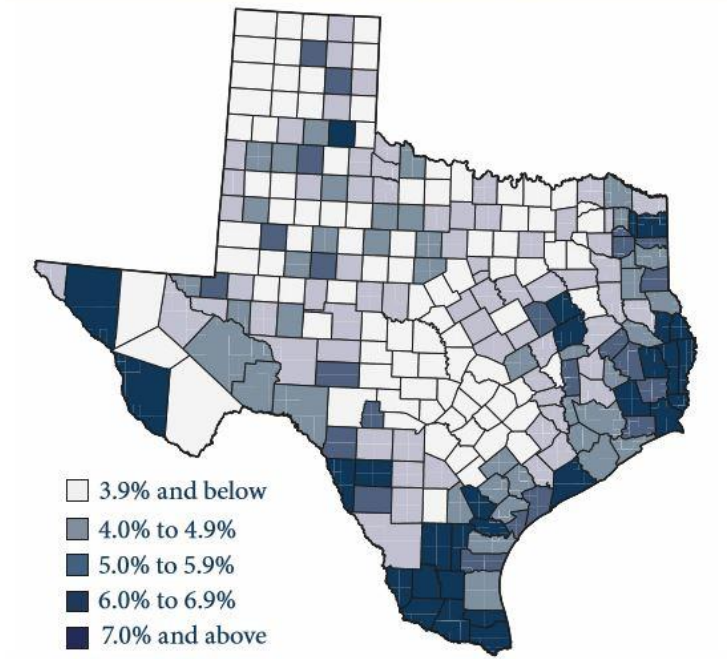 3.9% and below
4.0% to 4.9%
5.0% to 5.9%
6.0% to 6.9%
7.0% and above